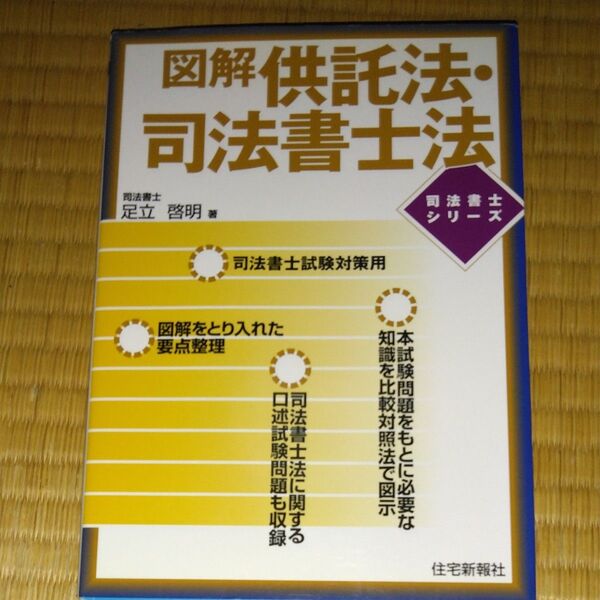 図解 供託法・
司法書士法
司法書士
シリーズ
司法書士
足立 啓明 著
司法書士試験対策用
図解をとり入れた
要点整理
本試験問題をもとに必要な
知識を比較対照法で図示
司法書士法に関する
口述試験問題も収録
住宅新報社